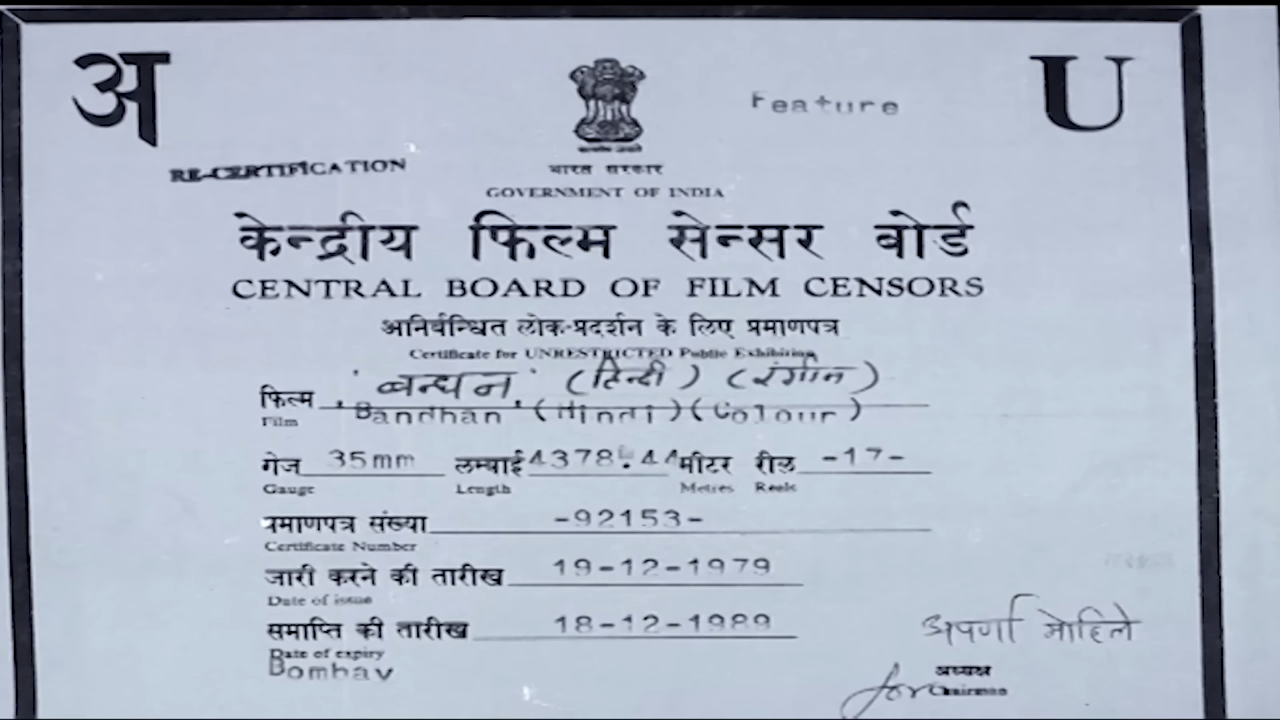 अ
Feature
U
RE-CERTIFICATION
भारत सरकार
GOVERNMENT OF INDIA
केन्द्रीय फिल्म सेन्सर बोर्ड
CENTRAL BOARD OF FILM CENSORS
अनिर्बन्धित लोक-प्रदर्शन के लिए प्रमाणपत्र
Certificate for UNRESTRICTED Public Exhibition
फिल्म 'बन्धन' (हिन्दी) (रंगीन)
Film 'Bandhan' (Hindi) (Colour)
गेज 35mm लम्बाई 4378.44 मीटर रील -17-
Gauge Length Metres Reels
प्रमाणपत्र संख्या -92153-
Certificate Number
जारी करने की तारीख 19-12-1979
Date of issue
समाप्ति की तारीख 18-12-1989
Date of expiry
Bombay
अपर्णा मोहिले
अध्यक्ष
for Chairman